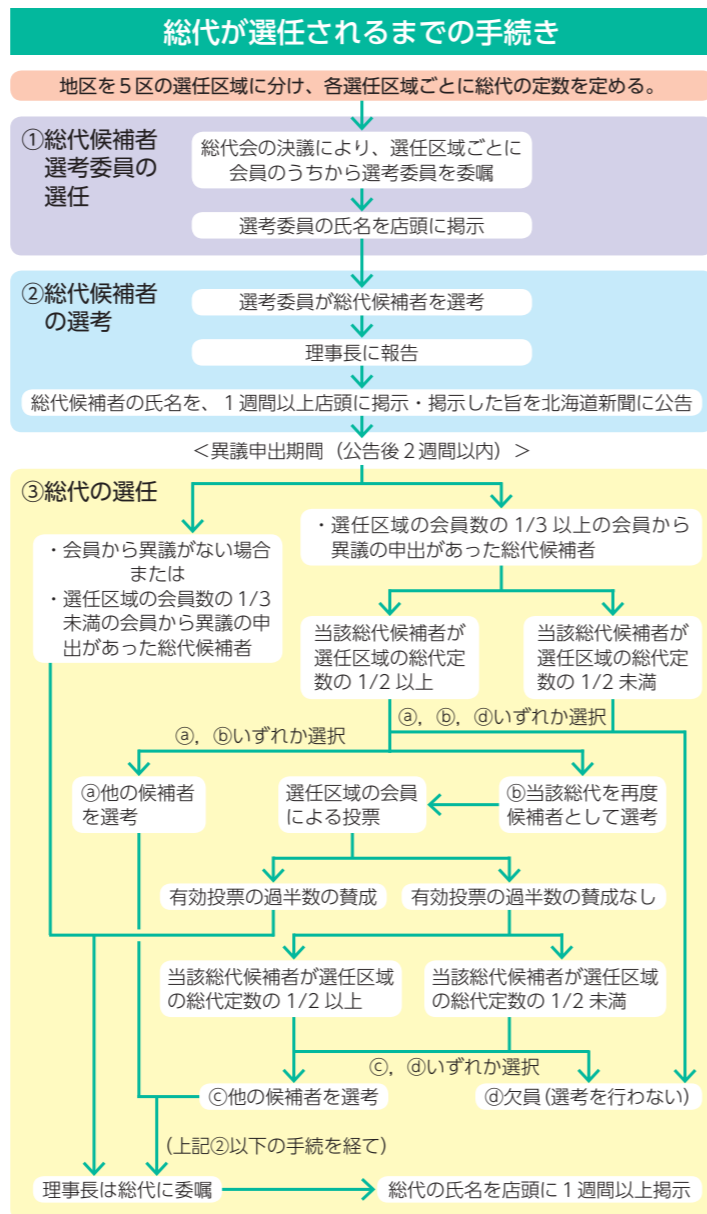 総代が選任されるまでの手続き
地区を5区の選任区域に分け、各選任区域ごとに総代の定数を定める。
①総代候補者
選考委員の
選任
総代会の決議により、選任区域ごとに
会員のうちから選考委員を委嘱
選考委員の氏名を店頭に掲示
②総代候補者
の選考
選考委員が総代候補者を選考
理事長に報告
総代候補者の氏名を、1週間以上店頭に掲示・掲示した旨を北海道新聞に公告
＜異議申出期間（公告後2週間以内）＞
③総代の選任
・会員から異議がない場合
または
・選任区域の会員数の1/3
未満の会員から異議の申
出があった総代候補者
・選任区域の会員数の1/3以上の会員から
異議の申出があった総代候補者
当該総代候補者が
選任区域の総代定
数の1/2以上
当該総代候補者が
選任区域の総代定
数の1/2未満
ⓐ，ⓑ，ⓓいずれか選択
ⓐ，ⓑいずれか選択
ⓐ他の候補者
を選考
選任区域の会員
による投票
ⓑ当該総代を再度
候補者として選考
有効投票の過半数の賛成
有効投票の過半数の賛成なし
当該総代候補者が選任区域
の総代定数の1/2以上
当該総代候補者が選任区域
の総代定数の1/2未満
ⓒ，ⓓいずれか選択
ⓒ他の候補者を選考
ⓓ欠員（選考を行わない）
（上記②以下の手続を経て）
理事長は総代に委嘱
総代の氏名を店頭に1週間以上掲示